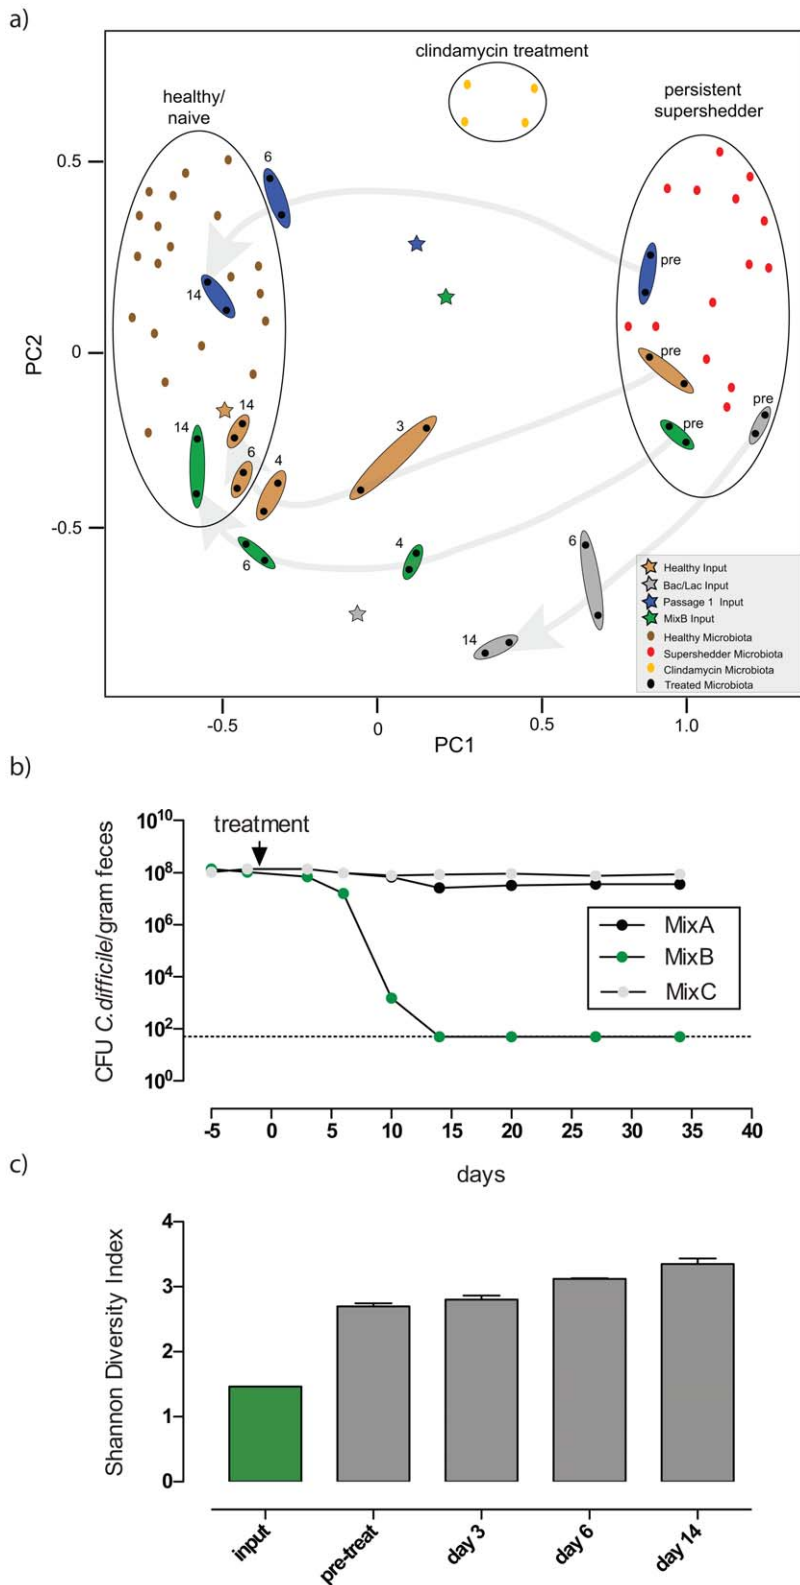 a)
clindamycin treatment
healthy/
naive
persistent
supershedder
6
0.5
pre
14
PC2
0
pre
14
3
pre
pre
14
6
4
-0.5
4
6
6
14
Healthy Input
Bac/Lac Input
Passage 1 Input
MixB Input
Healthy Microbiota
Supershedder Microbiota
Clindamycin Microbiota
Treated Microbiota
-0.5
0
0.5
1.0
PC1
b)
CFU C.difficile/gram feces
10^10
treatment
10^8
10^6
10^4
10^2
10^0
MixA
MixB
MixC
-5 0 5 10 15 20 25 30 35 40
days
c)
Shannon Diversity Index
4
3
2
1
0
input
pre-treat
day 3
day 6
day 14